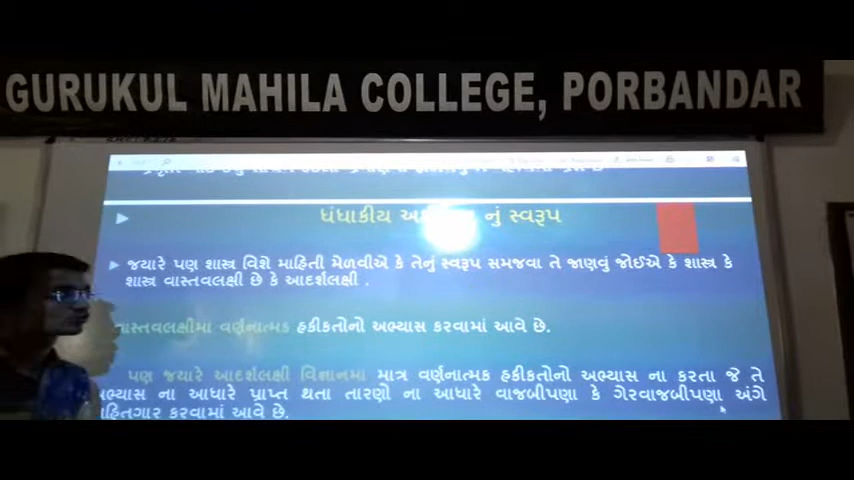 GURUKUL MAHILA COLLEGE, PORBANDAR
ધંધાકીય નું સ્વરૂપ
જયારે પણ શાસ્ત્ર વિશે માહિતી મેળવીએ કે તેનું સ્વરૂપ સમજવા તે જાણવું જોઈએ કે શાસ્ત્ર કે
શાસ્ત્ર વાસ્તવલક્ષી છે કે આદર્શલક્ષી .
વાસ્તવલક્ષીમાં વર્ણનાત્મક હકીકતોનો અભ્યાસ કરવામાં આવે છે.
પણ જયારે આદર્શલક્ષી વિજ્ઞાનમાં માત્ર વર્ણનાત્મક હકીકતોનો અભ્યાસ ના કરતા જે તે
અભ્યાસ ના આધારે પ્રાપ્ત થતા તારણો ના આધારે વાજબીપણા કે ગેરવાજબીપણા અંગે
માહિતગાર કરવામાં આવે છે.